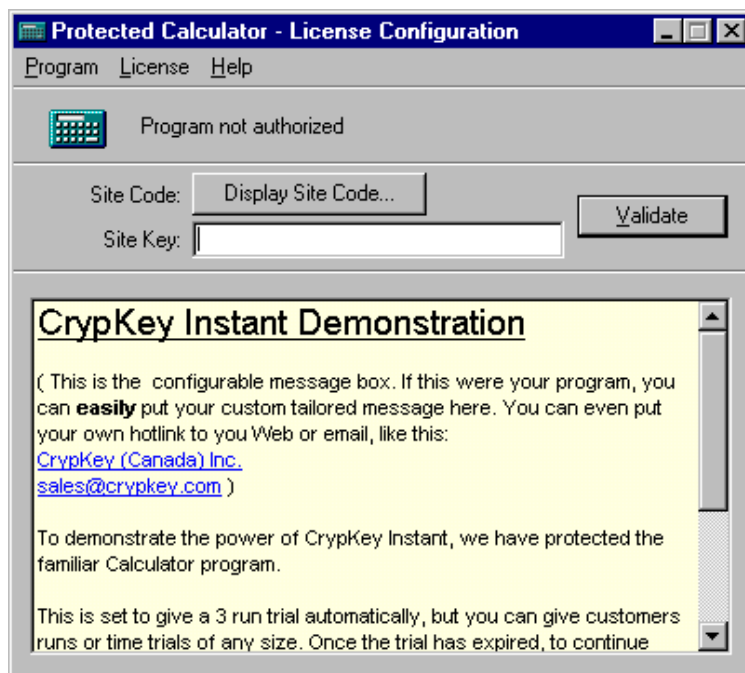 Protected Calculator - License Configuration
Program License Help
Program not authorized
Site Code: Display Site Code...
Validate
Site Key:
CrypKey Instant Demonstration
( This is the configurable message box. If this were your program, you
can easily put your custom tailored message here. You can even put
your own hotlink to you Web or email, like this:
CrypKey (Canada) Inc.
sales@crypkey.com )
To demonstrate the power of CrypKey Instant, we have protected the
familiar Calculator program.
This is set to give a 3 run trial automatically, but you can give customers
runs or time trials of any size. Once the trial has expired, to continue